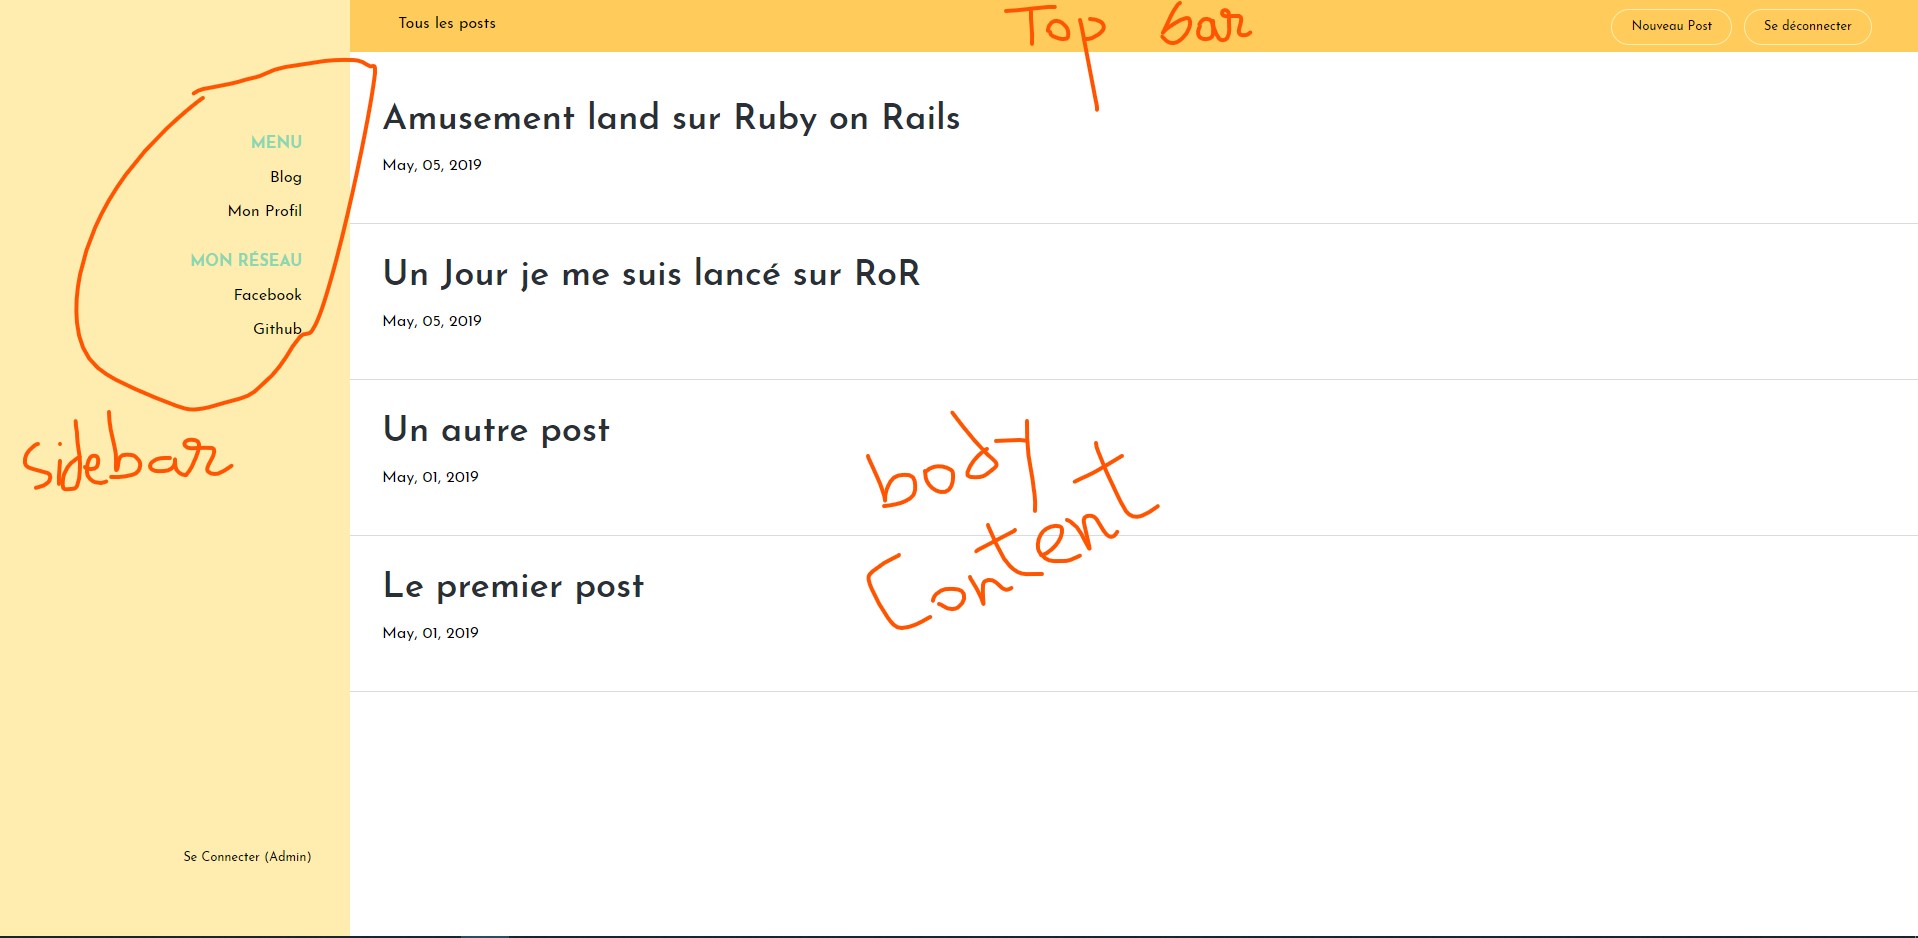 Tous les posts
Top bar
Nouveau Post
Se déconnecter
MENU
Blog
Mon Profil
MON RÉSEAU
Facebook
Github
sidebar
Se Connecter (Admin)
Amusement land sur Ruby on Rails
May, 05, 2019
Un Jour je me suis lancé sur RoR
May, 05, 2019
Un autre post
May, 01, 2019
body
Content
Le premier post
May, 01, 2019